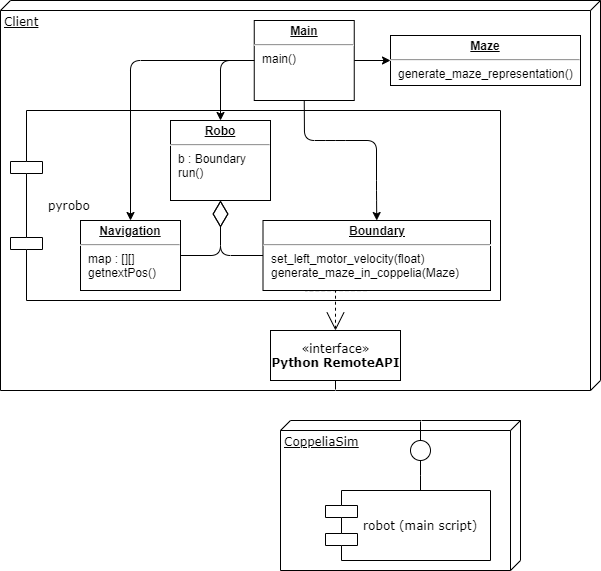 Client
Main
main()
Maze
generate_maze_representation()
Robo
b : Boundary
run()
pyrobo
Navigation
map : [][]
getnextPos()
Boundary
set_left_motor_velocity(float)
generate_maze_in_coppelia(Maze)
«interface»
Python RemoteAPI
CoppeliaSim
robot (main script)